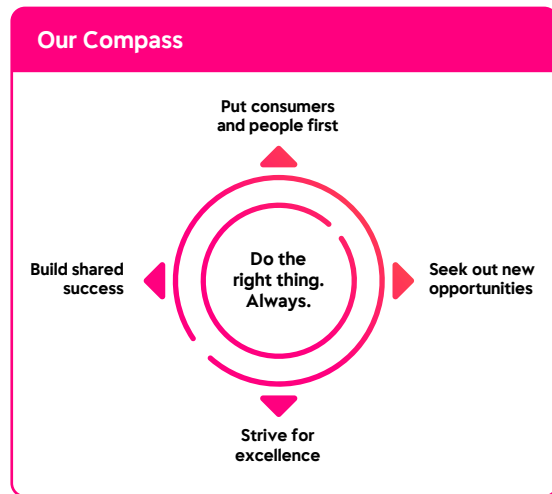 Our Compass
Put consumers
and people first
Build shared
success
Do the
right thing.
Always.
Seek out new
opportunities
Strive for
excellence